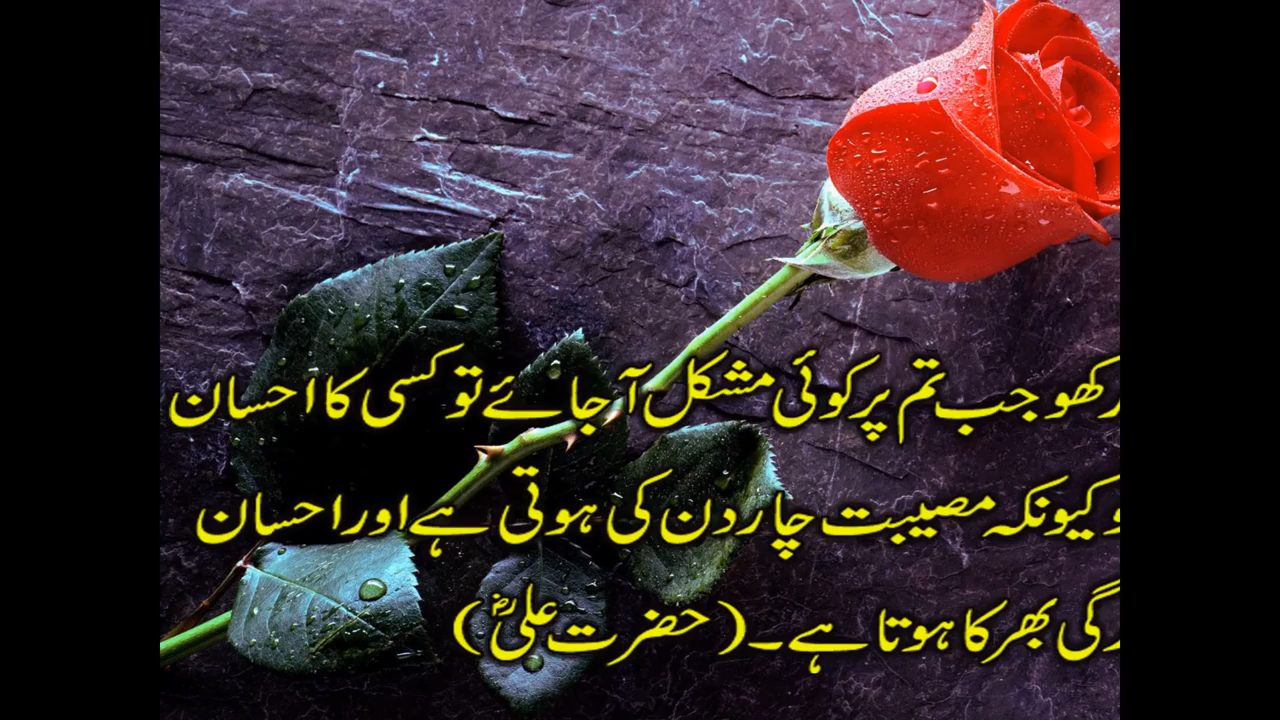 رکھو جب تم پر کوئی مشکل آ جائے تو کسی کا احسان
کیونکہ مصیبت چار دن کی ہوتی ہے اور احسان
بھر کا ہوتا ہے۔ (حضرت علیؓ)